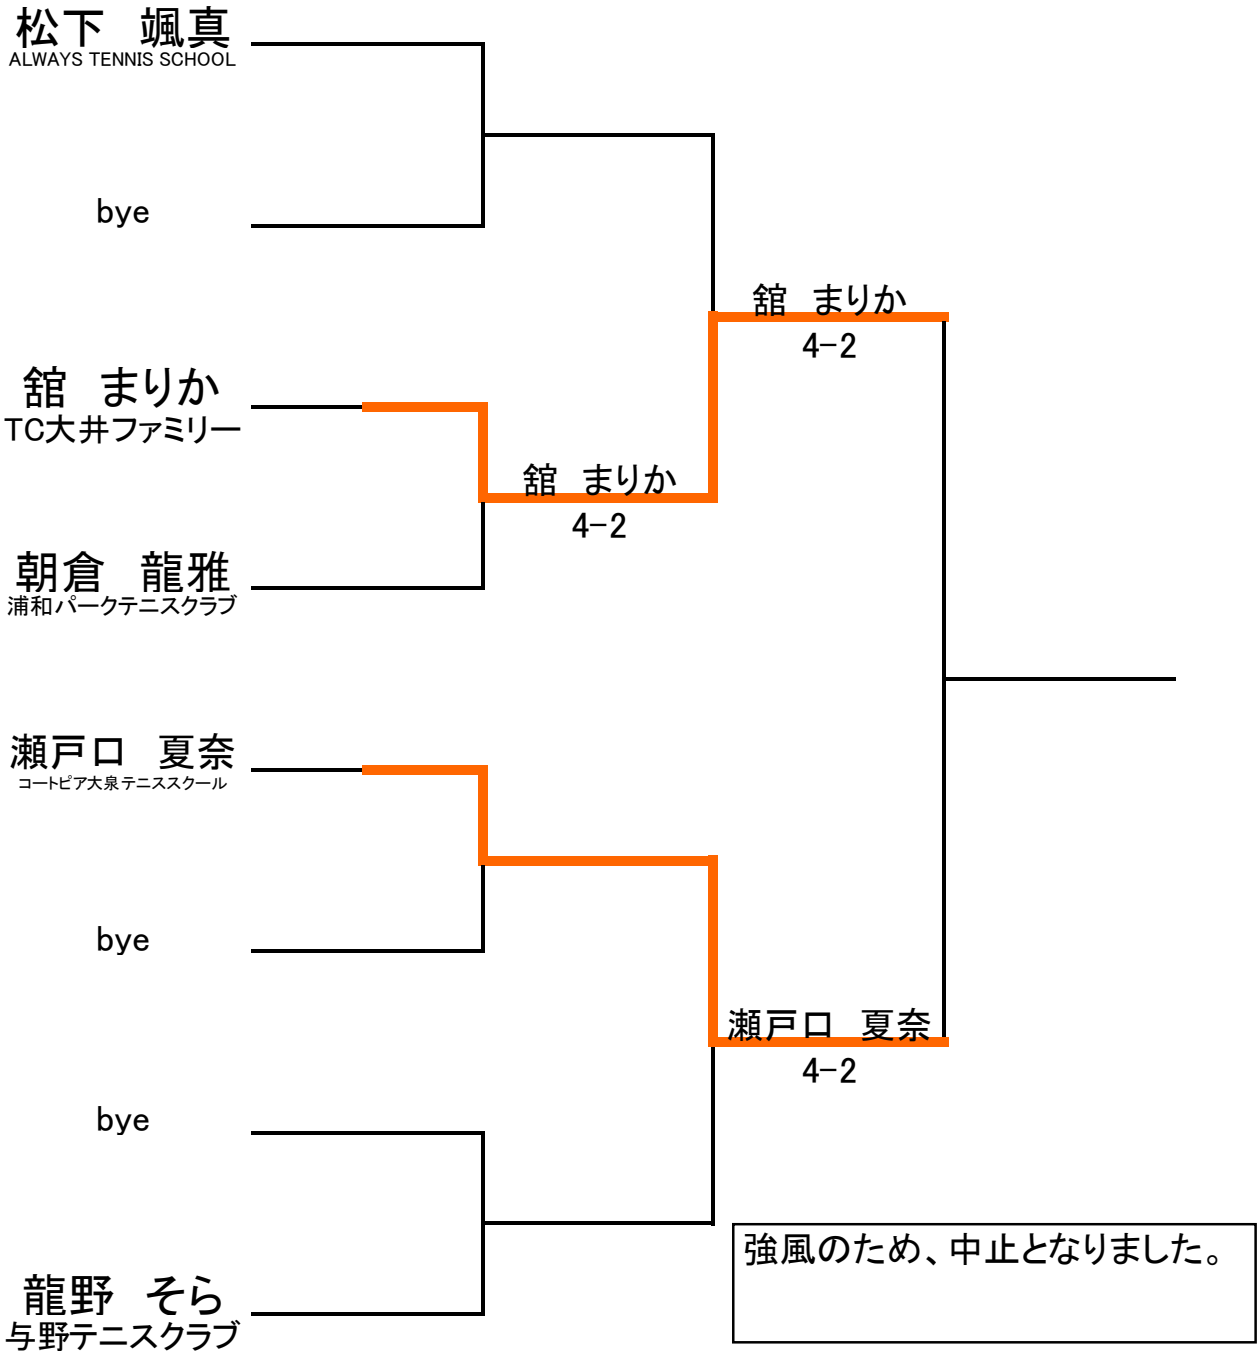 松下　颯真
ALWAYS TENNIS SCHOOL
bye
舘　まりか
4-2
舘　まりか
TC大井ファミリー
舘　まりか
4-2
朝倉　龍雅
浦和パークテニスクラブ
瀬戸口　夏奈
コートピア大泉テニススクール
bye
瀬戸口　夏奈
4-2
bye
強風のため、中止となりました。
龍野　そら
与野テニスクラブ